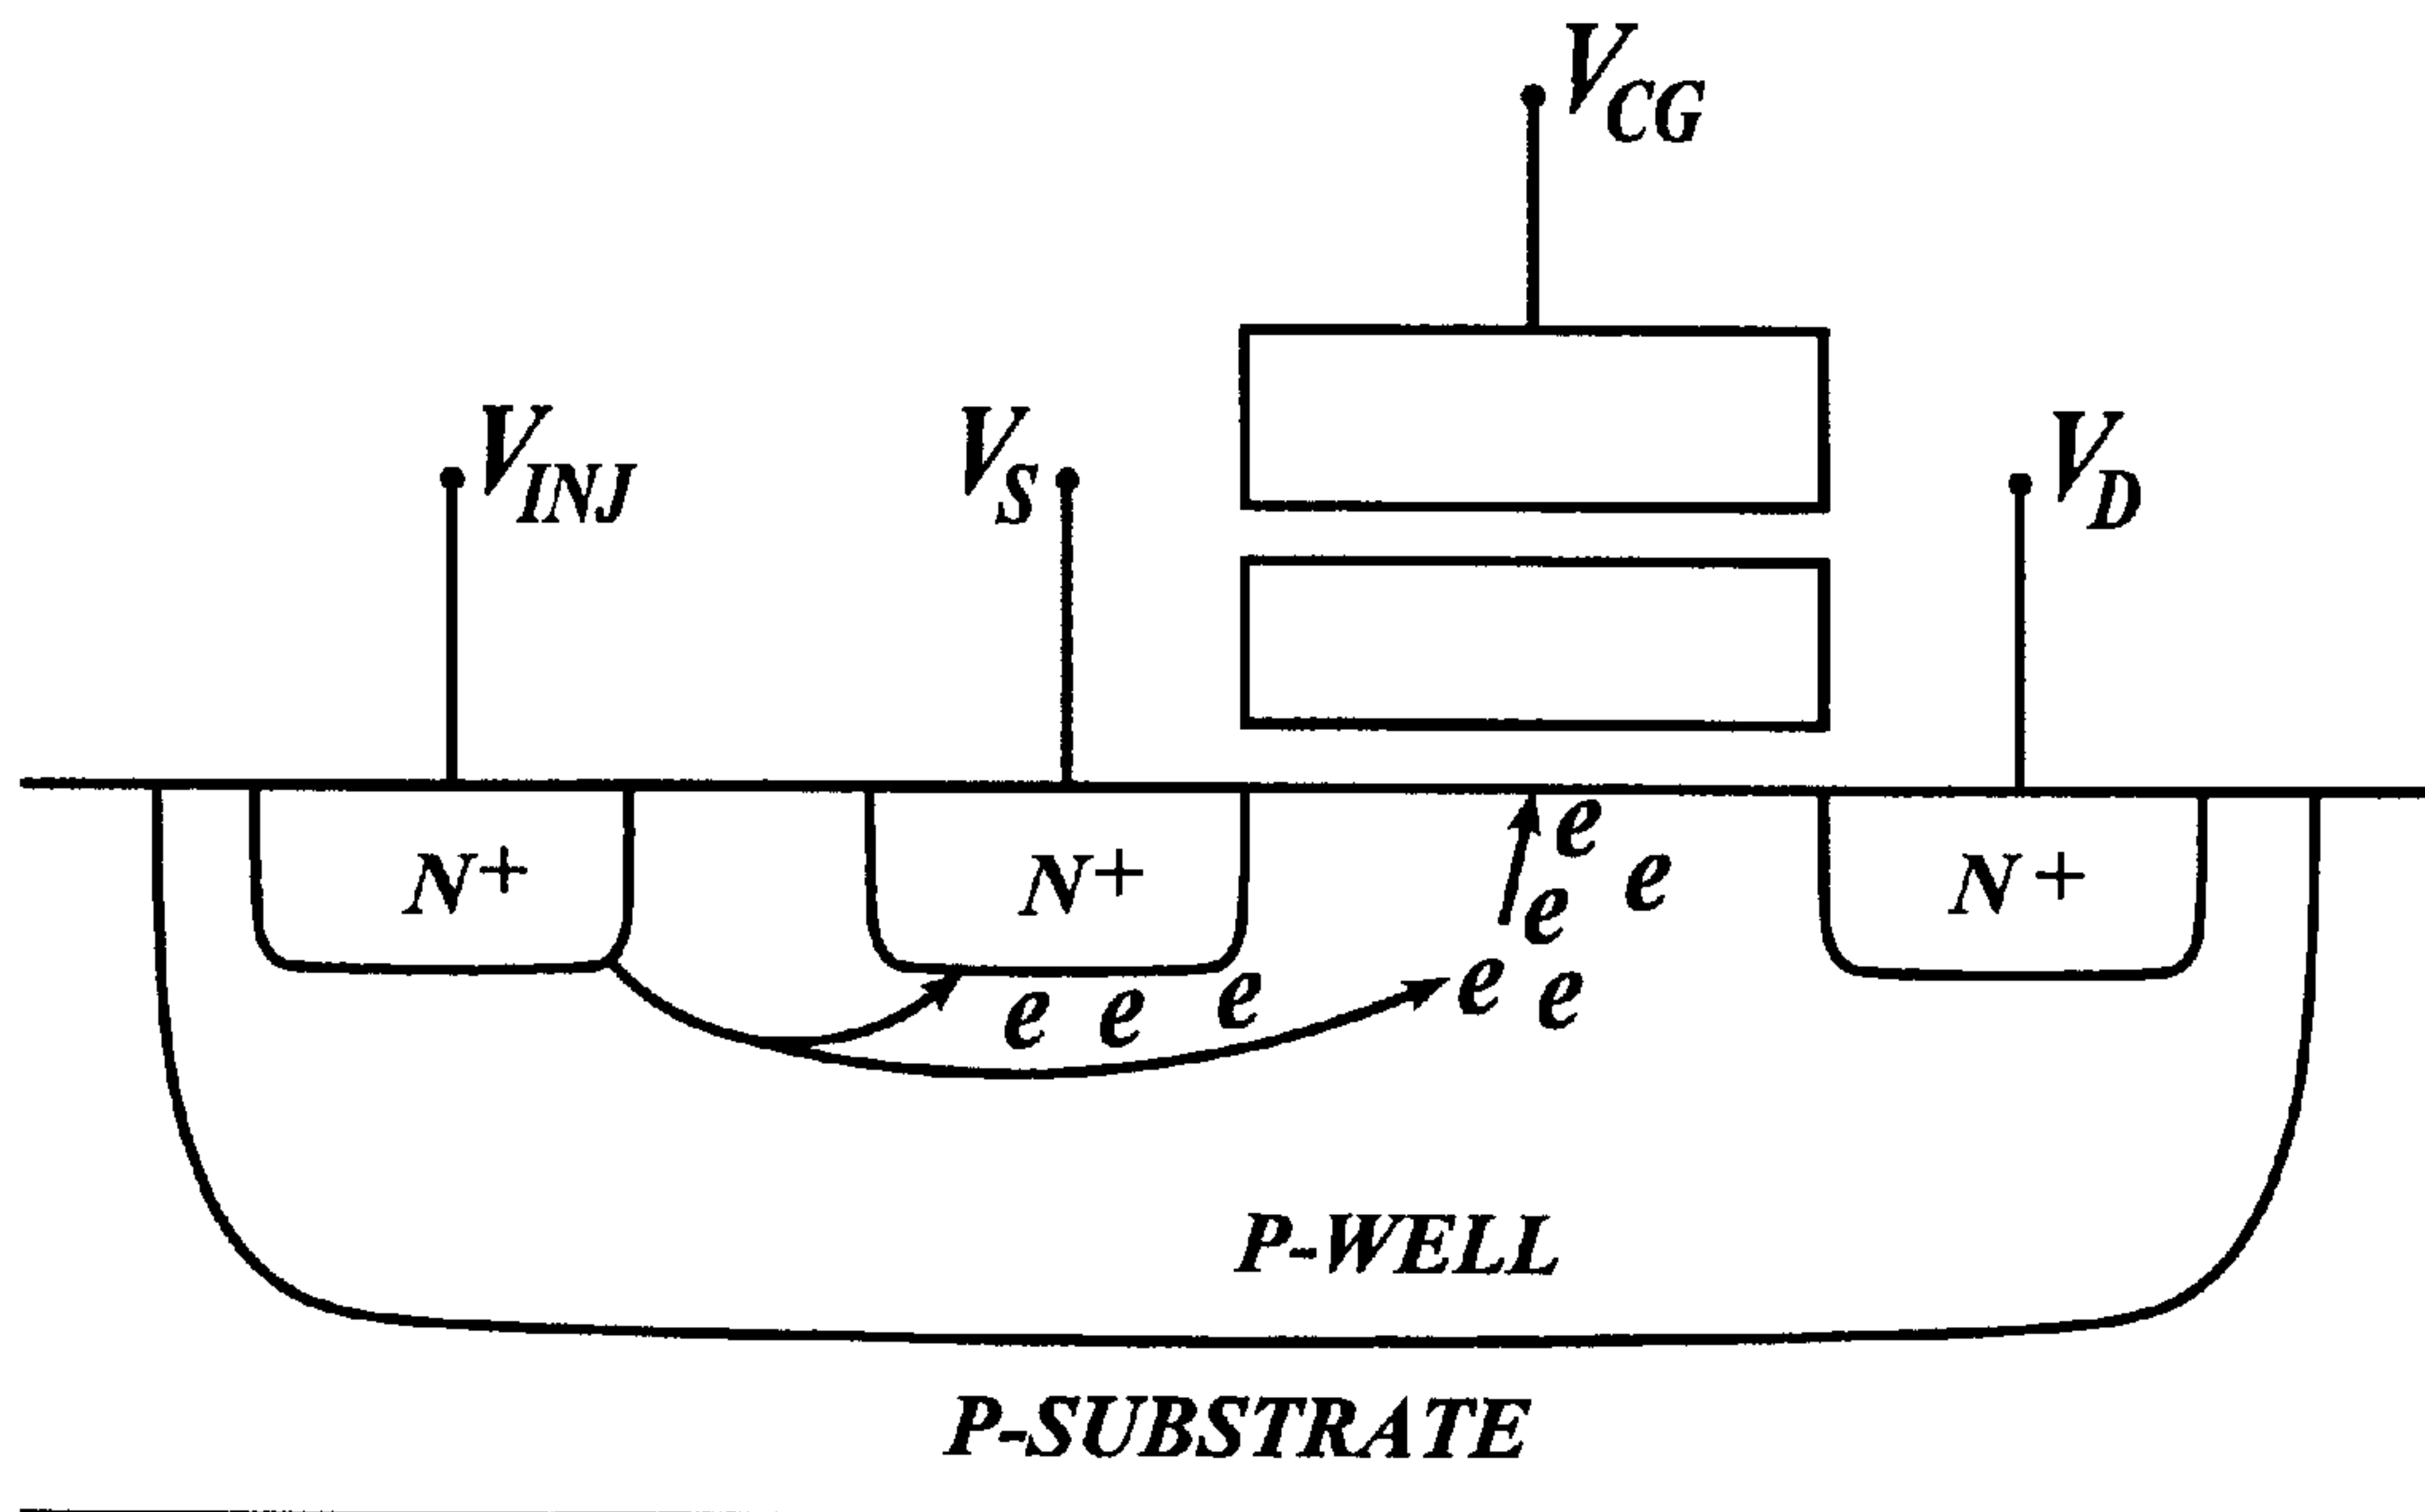 V_CG
V_INJ V_S V_D
N+ N+ e N+
e e
e e e e e
P-WELL
P-SUBSTRATE